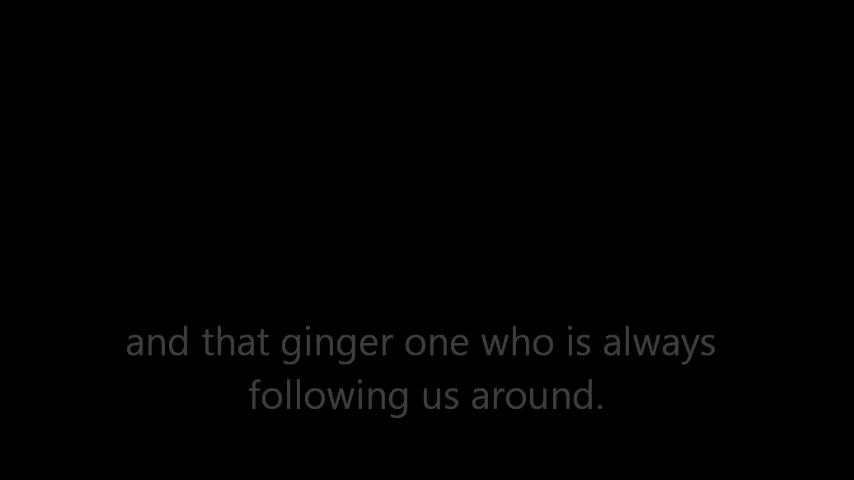 and that ginger one who is always
following us around.